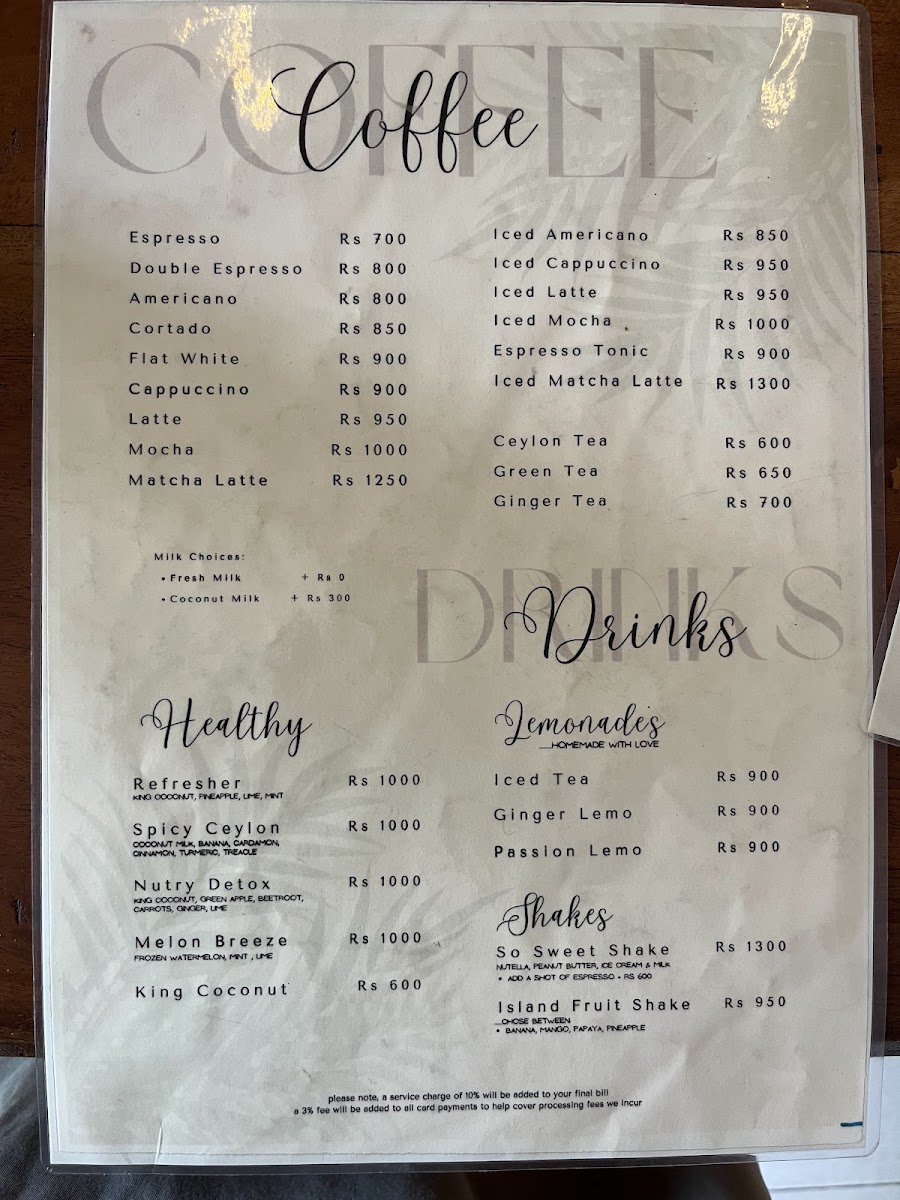 COFFEE
Coffee
Espresso Rs 700
Double Espresso Rs 800
Americano Rs 800
Cortado Rs 850
Flat White Rs 900
Cappuccino Rs 900
Latte Rs 950
Mocha Rs 1000
Matcha Latte Rs 1250
Milk Choices:
• Fresh Milk + Rs 0
• Coconut Milk + Rs 300
Iced Americano Rs 850
Iced Cappuccino Rs 950
Iced Latte Rs 950
Iced Mocha Rs 1000
Espresso Tonic Rs 900
Iced Matcha Latte Rs 1300
Ceylon Tea Rs 600
Green Tea Rs 650
Ginger Tea Rs 700
DRINKS
Drinks
Healthy
Refresher Rs 1000
KING COCONUT, PINEAPPLE, LIME, MINT
Spicy Ceylon Rs 1000
COCONUT MILK, BANANA, CARDAMON,
CINNAMON, TURMERIC, TREACLE
Nutry Detox Rs 1000
KING COCONUT, GREEN APPLE, BEETROOT,
CARROTS, GINGER, LIME
Melon Breeze Rs 1000
FROZEN WATERMELON, MINT , LIME
King Coconut Rs 600
Lemonades
...HOMEMADE WITH LOVE
Iced Tea Rs 900
Ginger Lemo Rs 900
Passion Lemo Rs 900
Shakes
So Sweet Shake Rs 1300
NUTELLA, PEANUT BUTTER, ICE CREAM & MILK
+ ADD A SHOT OF ESPRESSO + RS 600
Island Fruit Shake Rs 950
...CHOSE BETWEEN
• BANANA, MANGO, PAPAYA, PINEAPPLE
please note, a service charge of 10% will be added to your final bill
a 3% fee will be added to all card payments to help cover processing fees we incur